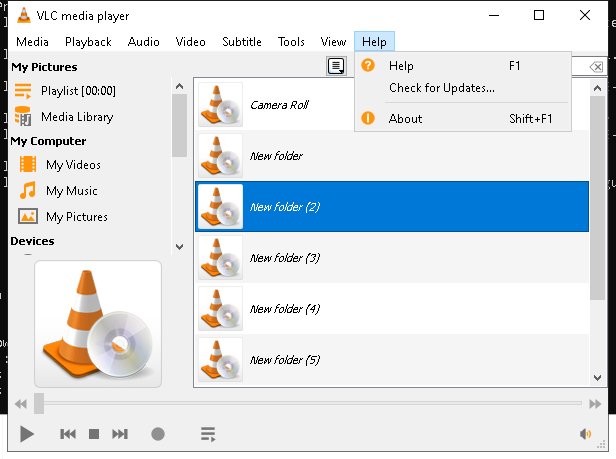 VLC media player
Media Playback Audio Video Subtitle Tools View Help
My Pictures
Playlist [00:00]
Media Library
My Computer
My Videos
My Music
My Pictures
Devices
Help F1
Check for Updates...
About Shift+F1
Camera Roll
New folder
New folder (2)
New folder (3)
New folder (4)
New folder (5)